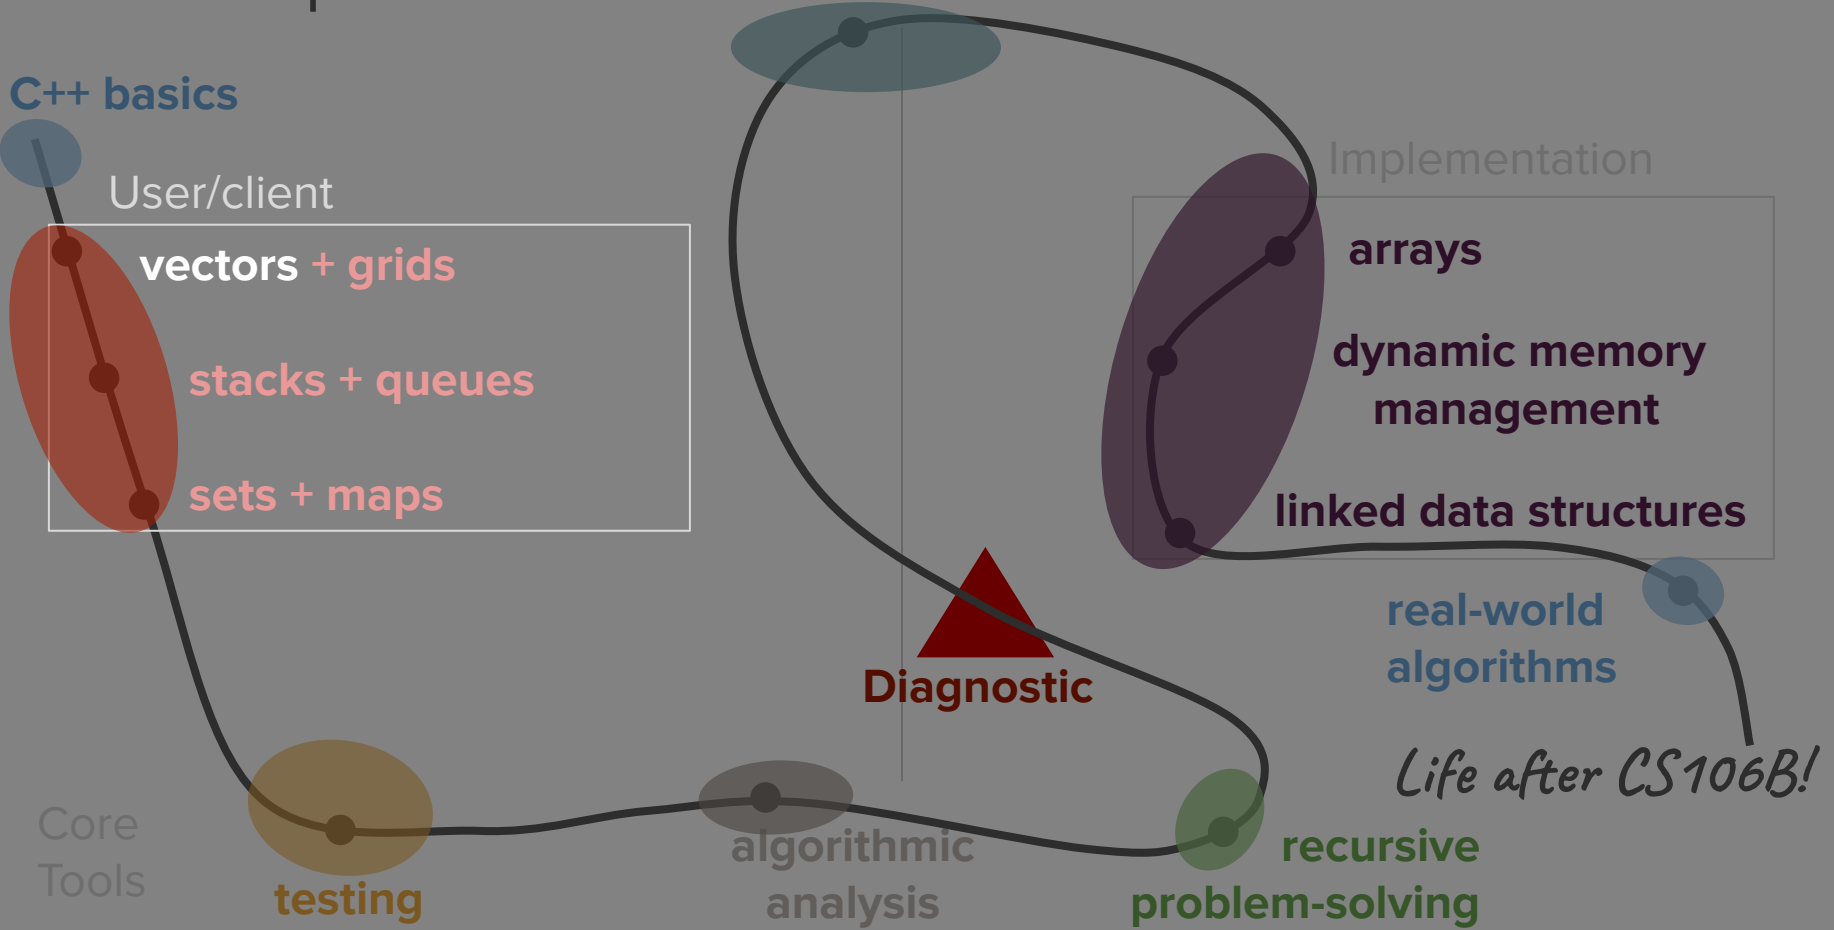 C++ basics
User/client
vectors + grids
stacks + queues
sets + maps
Core
Tools
testing
algorithmic
analysis
Diagnostic
recursive
problem-solving
Implementation
arrays
dynamic memory
management
linked data structures
real-world
algorithms
Life after CS106B!